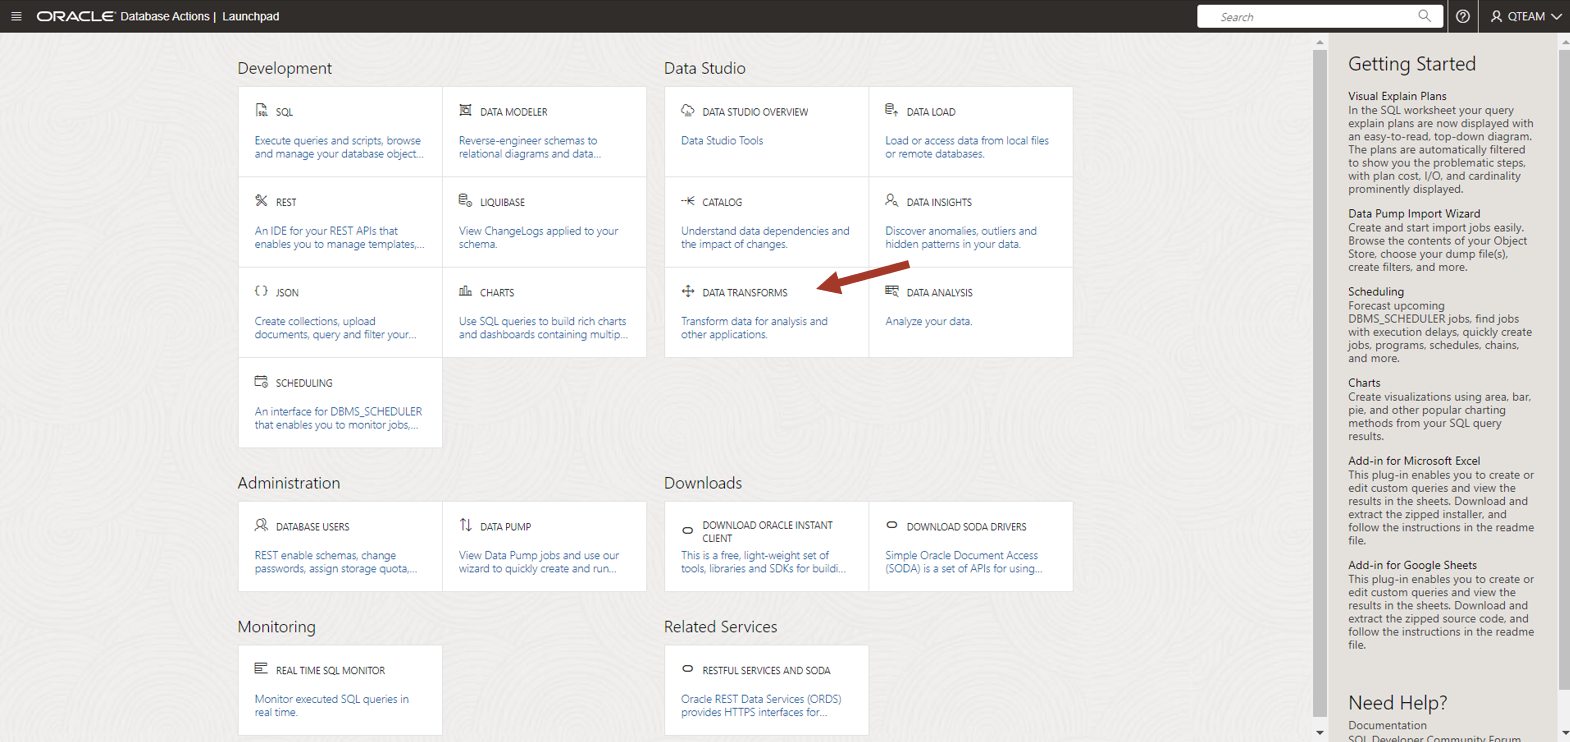 ORACLE Database Actions | Launchpad
Search
QTEAM
Development
SQL
Execute queries and scripts, browse
and manage your database object...
DATA MODELER
Reverse-engineer schemas to
relational diagrams and data...
REST
An IDE for your REST APIs that
enables you to manage templates,...
LIQUIBASE
View ChangeLogs applied to your
schema.
JSON
Create collections, upload
documents, query and filter your...
CHARTS
Use SQL queries to build rich charts
and dashboards containing multip...
SCHEDULING
An interface for DBMS_SCHEDULER
that enables you to monitor jobs,...
Data Studio
DATA STUDIO OVERVIEW
Data Studio Tools
DATA LOAD
Load or access data from local files
or remote databases.
CATALOG
Understand data dependencies and
the impact of changes.
DATA INSIGHTS
Discover anomalies, outliers and
hidden patterns in your data.
DATA TRANSFORMS
Transform data for analysis and
other applications.
DATA ANALYSIS
Analyze your data.
Administration
DATABASE USERS
REST enable schemas, change
passwords, assign storage quota,...
DATA PUMP
View Data Pump jobs and use our
wizard to quickly create and run...
Downloads
DOWNLOAD ORACLE INSTANT
CLIENT
This is a free, light-weight set of
tools, libraries and SDKs for buildi...
DOWNLOAD SODA DRIVERS
Simple Oracle Document Access
(SODA) is a set of APIs for using...
Monitoring
REAL TIME SQL MONITOR
Monitor executed SQL queries in
real time.
Related Services
RESTFUL SERVICES AND SODA
Oracle REST Data Services (ORDS)
provides HTTPS interfaces for...
Getting Started
Visual Explain Plans
In the SQL worksheet your query
explain plans are now displayed with
an easy-to-read, top-down diagram.
The plans are automatically filtered
to show you the problematic steps,
with plan cost, I/O, and cardinality
prominently displayed.
Data Pump Import Wizard
Create and start import jobs easily.
Browse the contents of your Object
Store, choose your dump file(s),
create filters, and more.
Scheduling
Forecast upcoming
DBMS_SCHEDULER jobs, find jobs
with execution delays, quickly create
jobs, programs, schedules, chains,
and more.
Charts
Create visualizations using area, bar,
pie, and other popular charting
methods from your SQL query
results.
Add-in for Microsoft Excel
This plug-in enables you to create or
edit custom queries and view the
results in the sheets. Download and
extract the zipped installer, and
follow the instructions in the readme
file.
Add-in for Google Sheets
This plug-in enables you to create or
edit custom queries and view the
results in the sheets. Download and
extract the zipped source code, and
follow the instructions in the readme
file.
Need Help?
Documentation
SQL Developer Community Forum